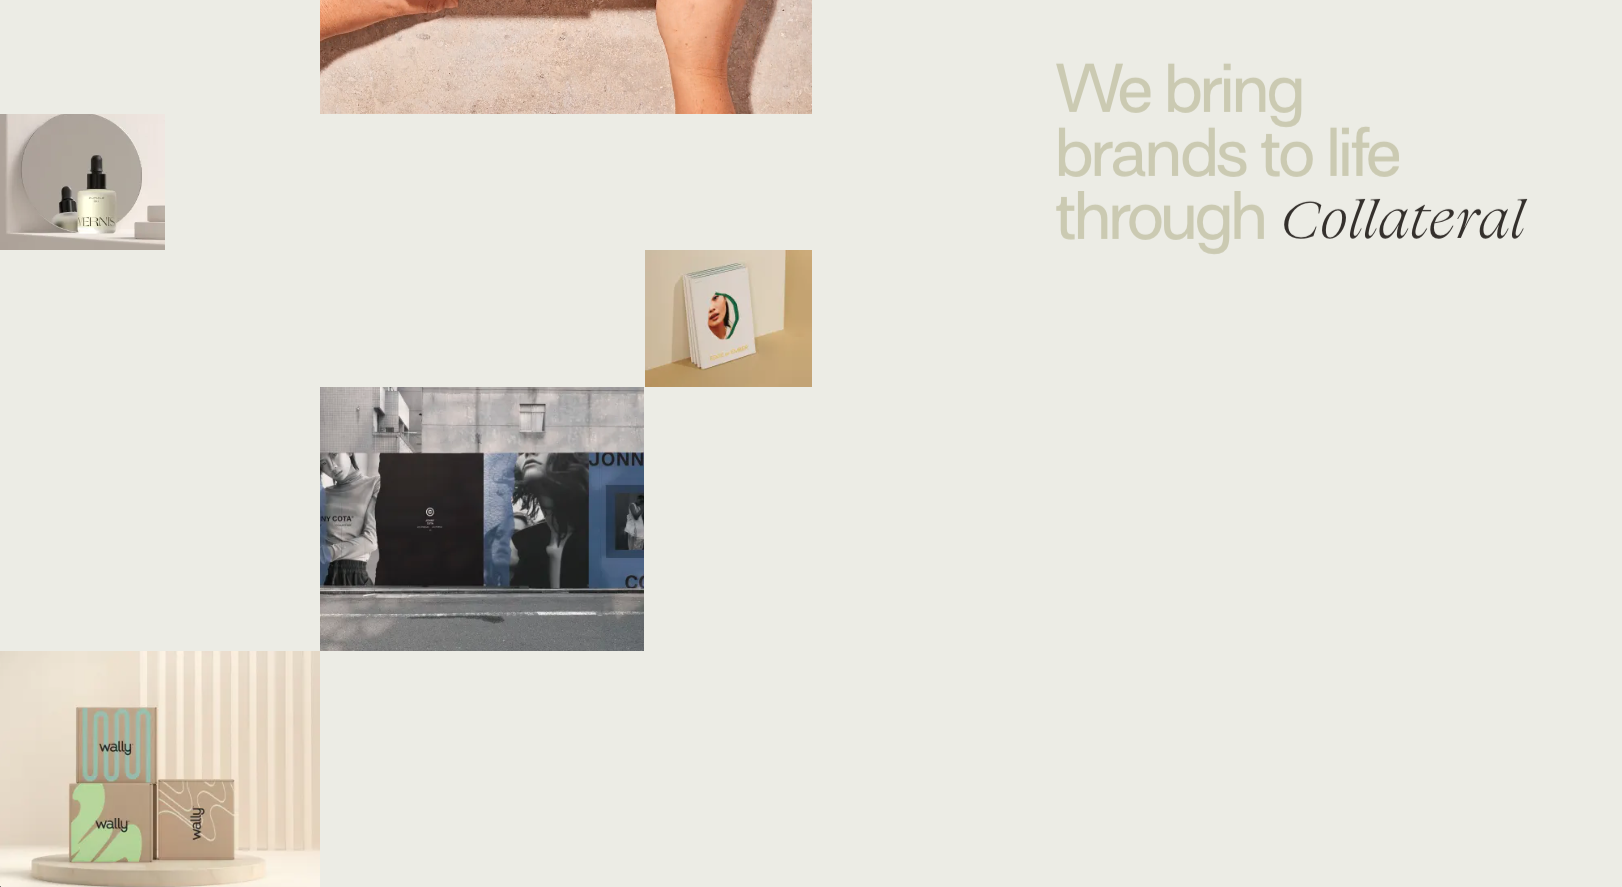 We bring
brands to life
through Collateral
VERNIS
JONN
NY COTA'
CO
wally
wally
wally